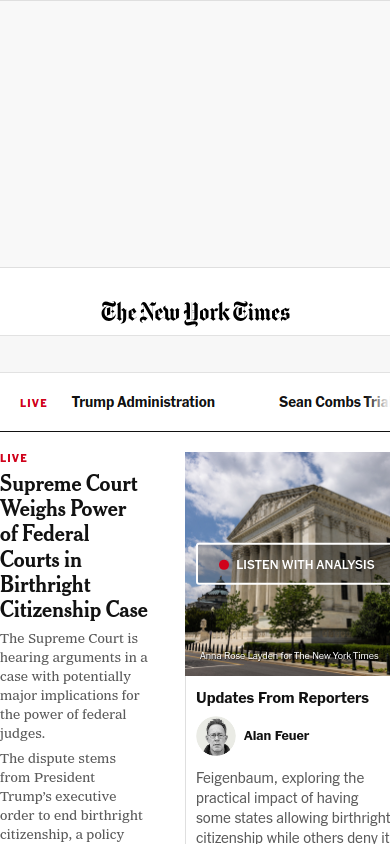 The New York Times
LIVE
Trump Administration
Sean Combs Tria
LIVE
Supreme Court
Weighs Power
of Federal
Courts in
Birthright
Citizenship Case
The Supreme Court is
hearing arguments in a
case with potentially
major implications for
the power of federal
judges.
The dispute stems
from President
Trump's executive
order to end birthright
citizenship, a policy
LISTEN WITH ANALYSIS
Anna Rose Layden for The New York Times
Updates From Reporters
Alan Feuer
Feigenbaum, exploring the
practical impact of having
some states allowing birthright
citizenship while others deny it